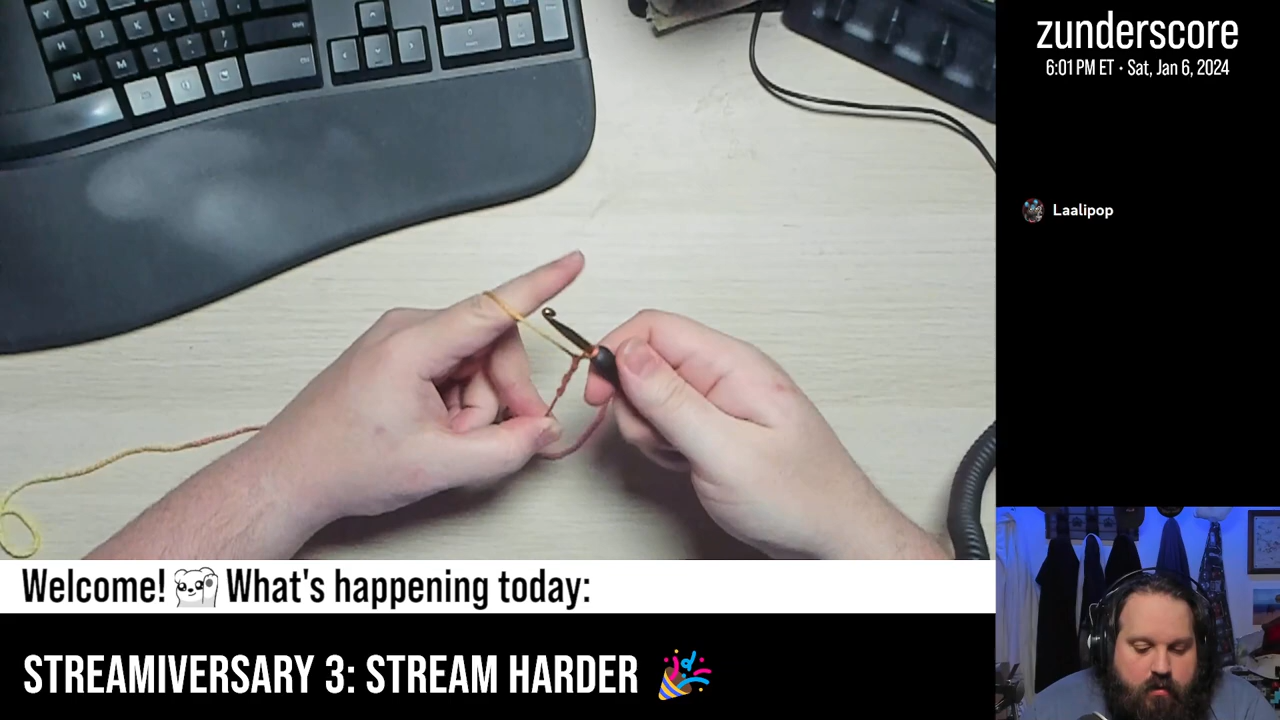 Y U
H J K L
N M
zunderscore
6:01 PM ET • Sat, Jan 6, 2024
Laalipop
Welcome! What's happening today:
STREAMIVERSARY 3: STREAM HARDER